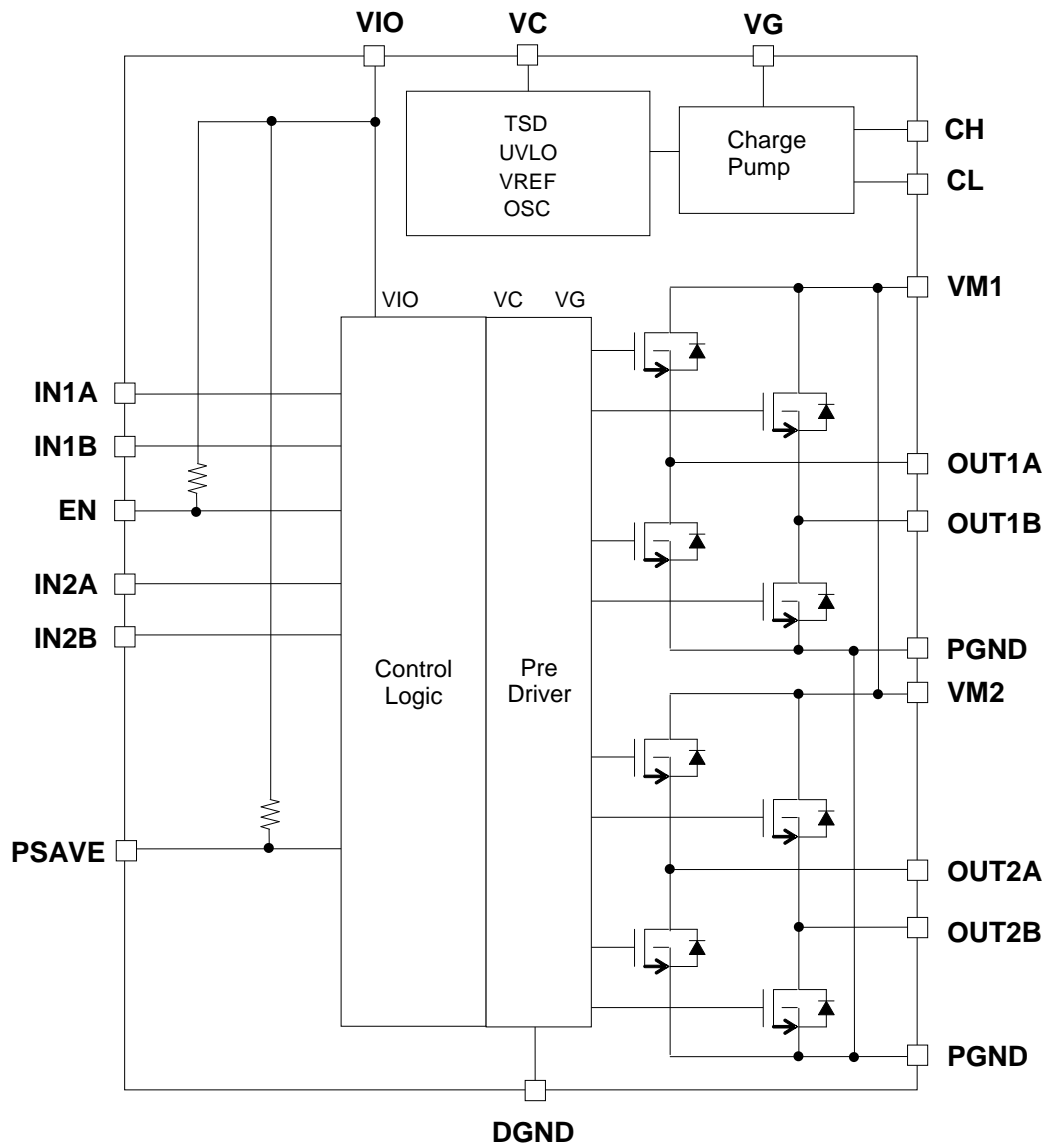 VIO
VC
VG
TSD
UVLO
VREF
OSC
Charge
Pump
CH
CL
VIO
VC
VG
VM1
IN1A
IN1B
EN
IN2A
IN2B
OUT1A
OUT1B
Control
Logic
Pre
Driver
PGND
VM2
PSAVE
OUT2A
OUT2B
PGND
DGND